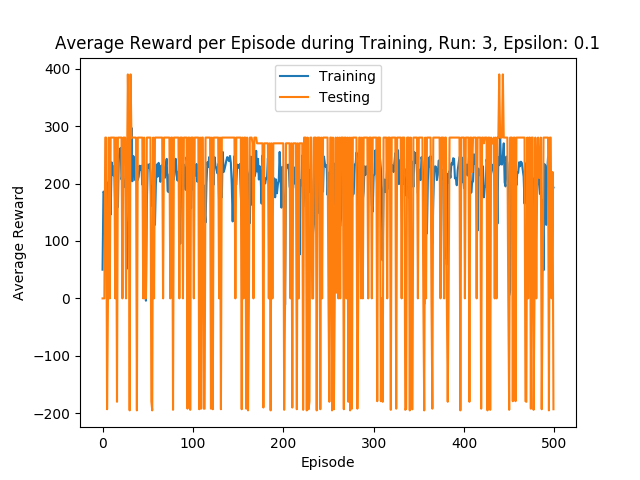 Average Reward per Episode during Training, Run: 3, Epsilon: 0.1
Training
Testing
400
300
200
100
0
−100
−200
Average Reward
0 100 200 300 400 500
Episode